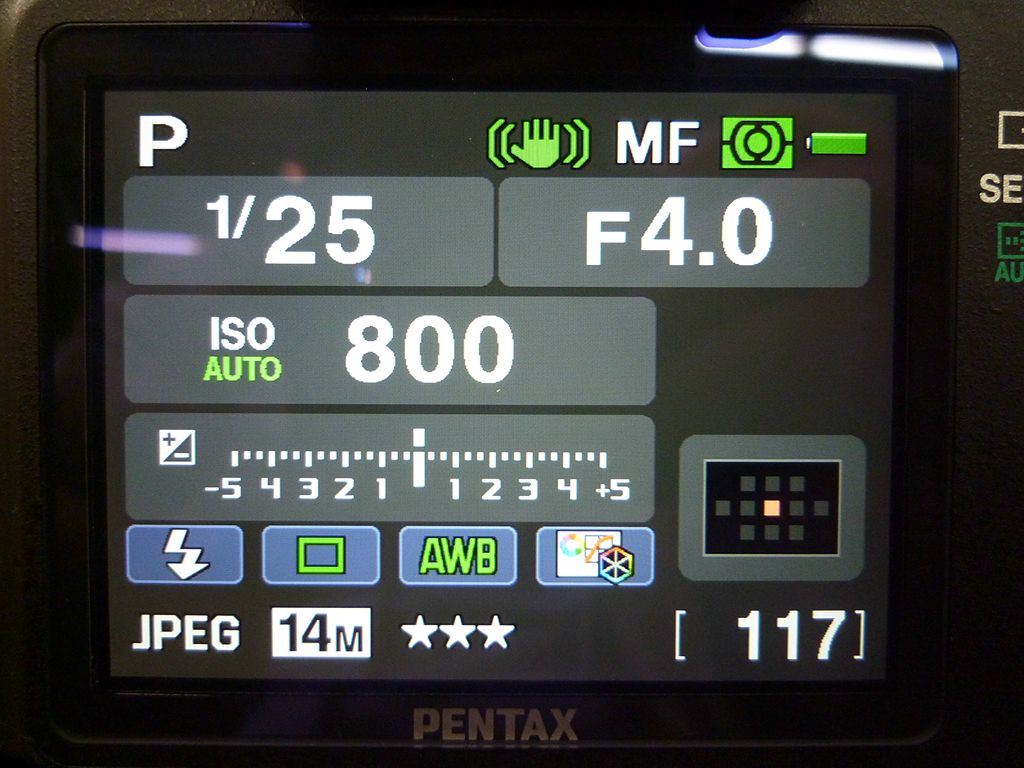 P MF
1/25 F4.0
ISO AUTO 800
-5 4 3 2 1 1 2 3 4 +5
AWB
JPEG 14M ★★★ [ 117]
PENTAX
SE
AU